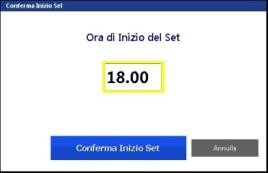 Conferma Inizio Set
Ora di Inizio del Set
18.00
Conferma Inizio Set
Annulla